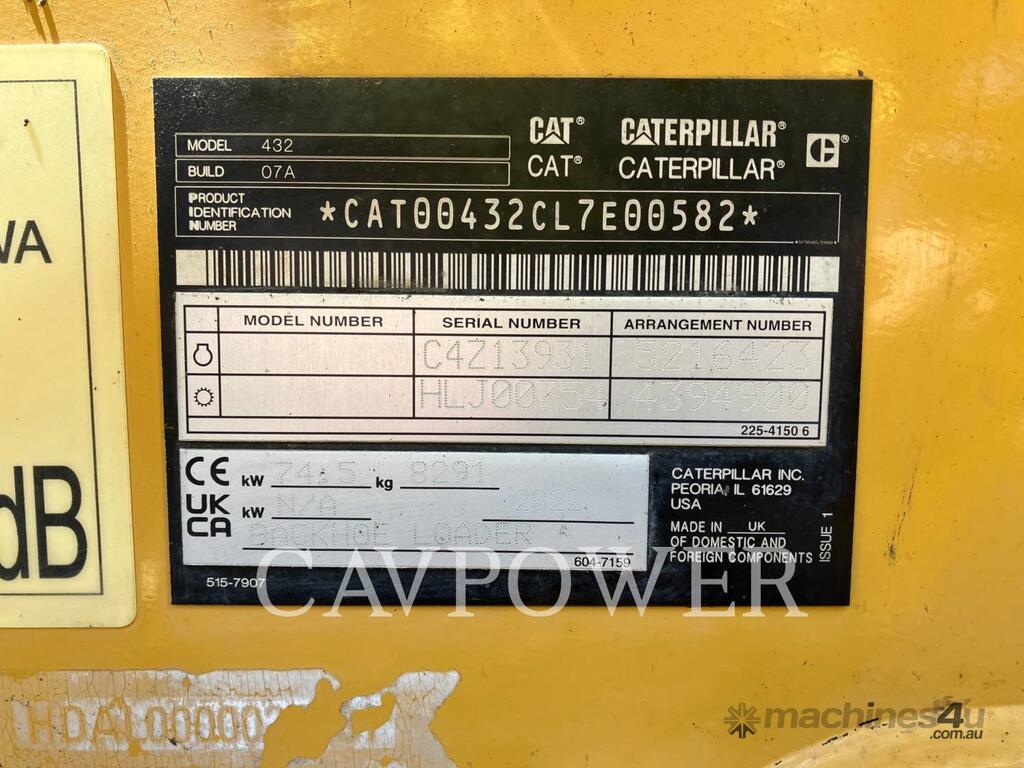 WA
dB
MODEL 432
BUILD 07A
CAT® CATERPILLAR® C®
CAT® CATERPILLAR®
PRODUCT IDENTIFICATION NUMBER *CAT00432CL7E00582*
MODEL NUMBER SERIAL NUMBER ARRANGEMENT NUMBER
C4Z13931 5216423
HLJ00754 4394900
225-4150 6
CE kW 74.5 kg 8291
UKCA kW N/A 2022
BACKHOE LOADER
604-7159
515-7907
CATERPILLAR INC.
PEORIA, IL 61629
USA
MADE IN UK
OF DOMESTIC AND
FOREIGN COMPONENTS
ISSUE 1
CAVPOWER
machines4u
.com.au